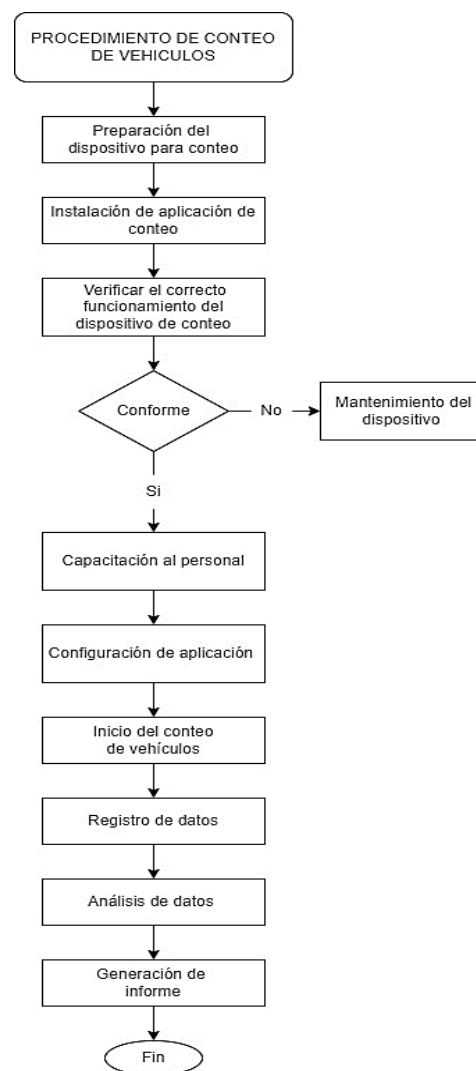 PROCEDIMIENTO DE CONTEO
DE VEHICULOS
Preparación del
dispositivo para conteo
Instalación de aplicación de
conteo
Verificar el correcto
funcionamiento del
dispositivo de conteo
Conforme
No
Mantenimiento del
dispositivo
Si
Capacitación al personal
Configuración de aplicación
Inicio del conteo
de vehículos
Registro de datos
Análisis de datos
Generación de
informe
Fin